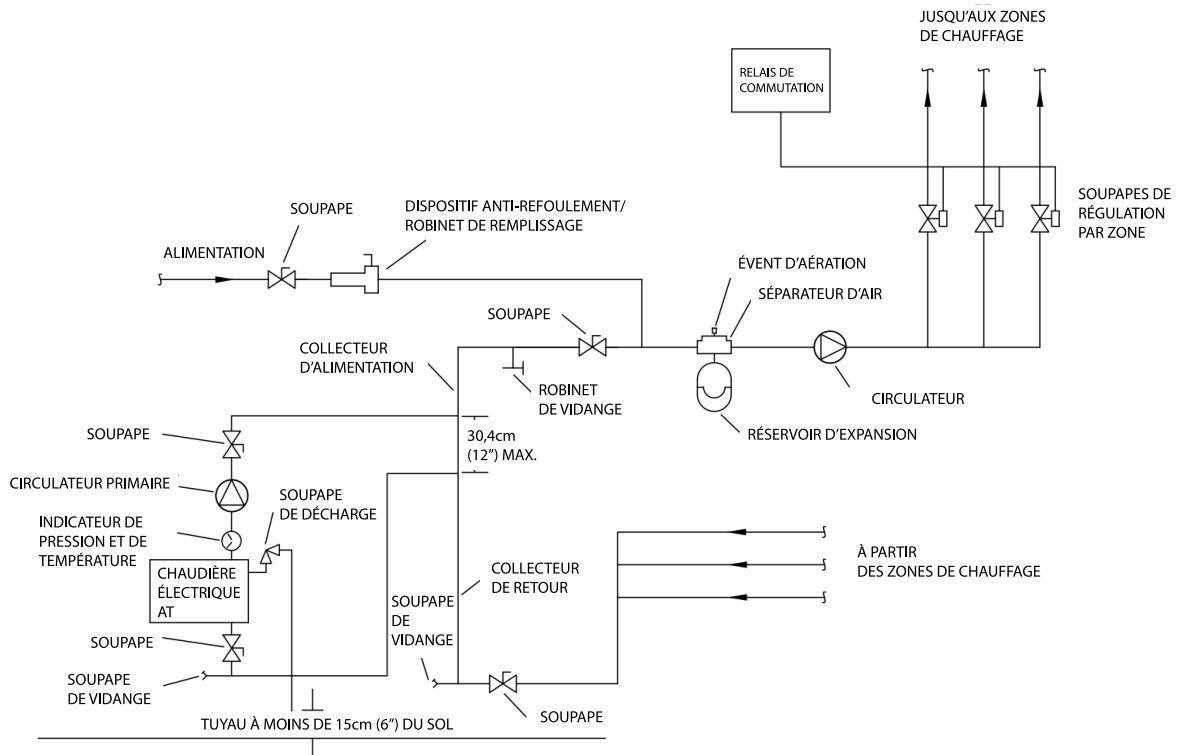 JUSQU'AUX ZONES
DE CHAUFFAGE
RELAIS DE
COMMUTATION
SOUPAPES DE
RÉGULATION
PAR ZONE
SOUPAPE
DISPOSITIF ANTI-REFOULEMENT/
ROBINET DE REMPLISSAGE
ALIMENTATION
ÉVENT D'AÉRATION
SÉPARATEUR D'AIR
SOUPAPE
COLLECTEUR
D'ALIMENTATION
ROBINET
DE VIDANGE
CIRCULATEUR
RÉSERVOIR D'EXPANSION
SOUPAPE
30,4cm
(12") MAX.
CIRCULATEUR PRIMAIRE
SOUPAPE
DE DÉCHARGE
INDICATEUR DE
PRESSION ET DE
TEMPÉRATURE
À PARTIR
DES ZONES DE CHAUFFAGE
CHAUDIÈRE
ÉLECTRIQUE
AT
COLLECTEUR
DE RETOUR
SOUPAPE
DE
VIDANGE
SOUPAPE
SOUPAPE
DE VIDANGE
SOUPAPE
TUYAU À MOINS DE 15cm (6") DU SOL